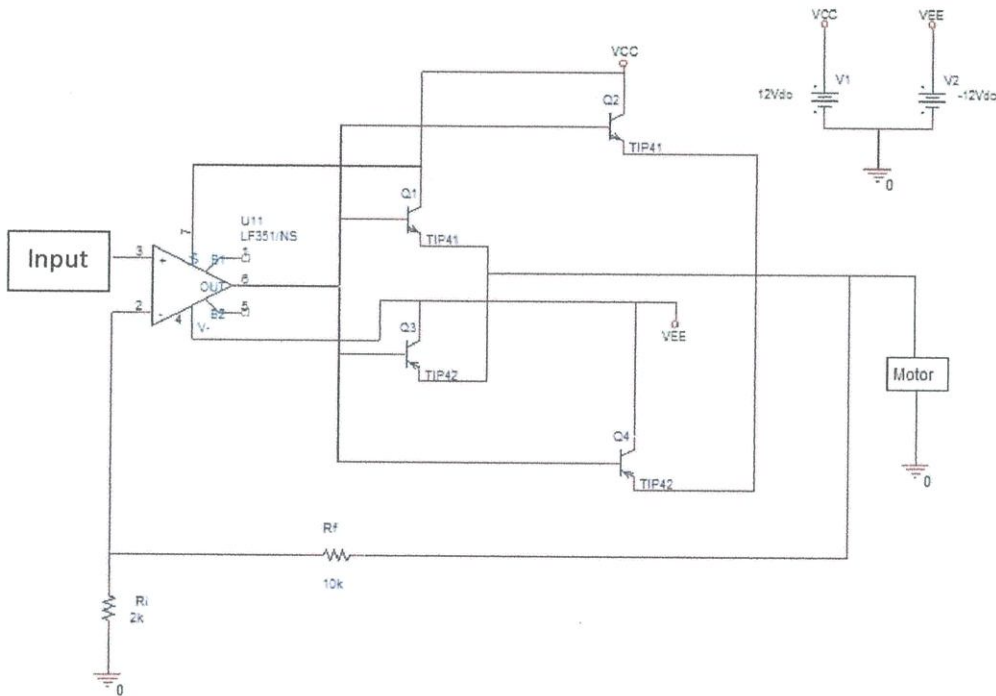 VCC
VEE
VCC
V1
V2
12Vdc
-12Vdc
Q2
0
TIP41
Q1
7
U11
LF351/NS
TIP41
Input
3
+
B1
1
OUT
6
2
-
B2
5
4
V-
Q3
VEE
TIP42
Motor
Q4
0
TIP42
Rf
10k
Ri
2k
0